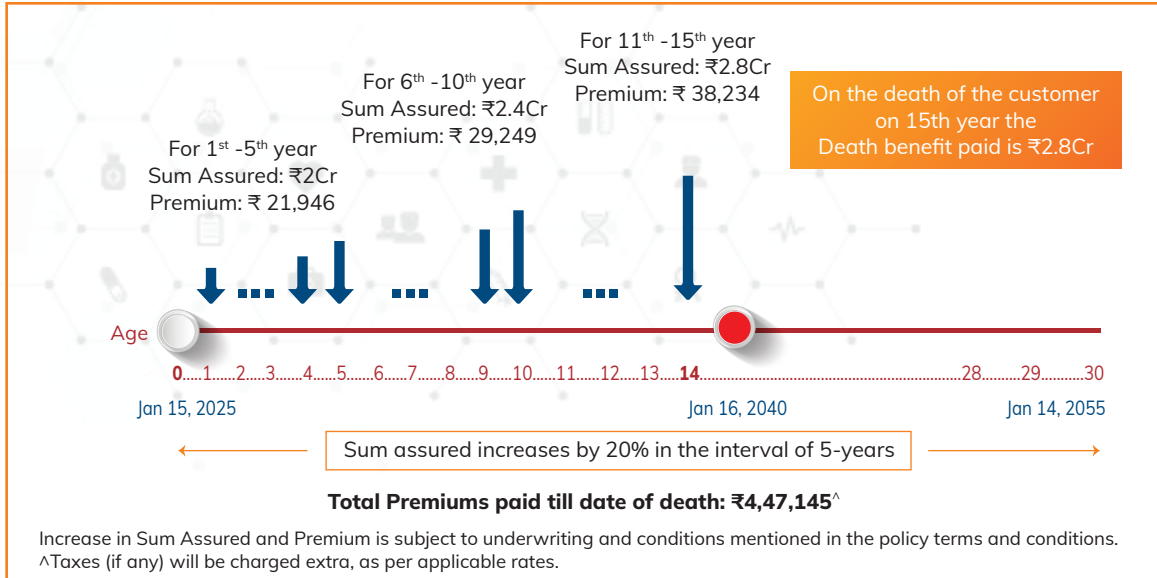 For 11th -15th year
Sum Assured: ₹2.8Cr
Premium: ₹ 38,234
For 6th -10th year
Sum Assured: ₹2.4Cr
Premium: ₹ 29,249
For 1st -5th year
Sum Assured: ₹2Cr
Premium: ₹ 21,946
On the death of the customer
on 15th year the
Death benefit paid is ₹2.8Cr
Age
0.....1......2....3......4.....5......6.....7......8.....9......10......11......12.....13....14..........................................................28.........29.........30
Jan 15, 2025 Jan 16, 2040 Jan 14, 2055
Sum assured increases by 20% in the interval of 5-years
Total Premiums paid till date of death: ₹4,47,145^
Increase in Sum Assured and Premium is subject to underwriting and conditions mentioned in the policy terms and conditions.
^Taxes (if any) will be charged extra, as per applicable rates.